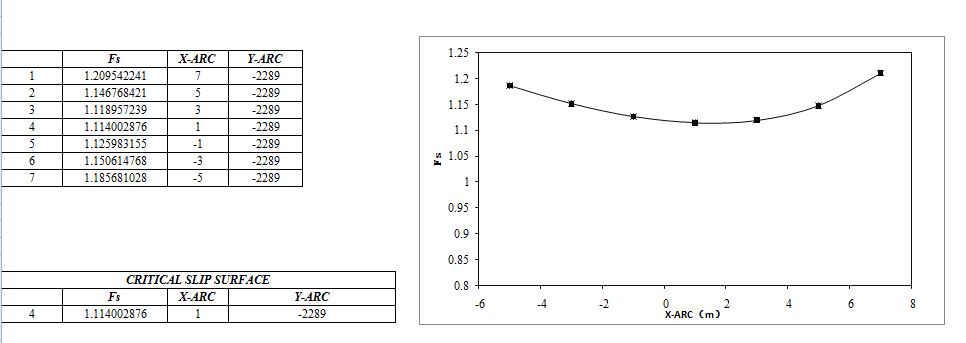 Fs X-ARC Y-ARC
1 1.209542241 7 -2289
2 1.146768421 5 -2289
3 1.118957239 3 -2289
4 1.114002876 1 -2289
5 1.125983155 -1 -2289
6 1.150614768 -3 -2289
7 1.185681028 -5 -2289
CRITICAL SLIP SURFACE
Fs X-ARC Y-ARC
4 1.114002876 1 -2289
1.25
1.2
1.15
1.1
1.05
1
0.95
0.9
0.85
0.8
Fs
-6 -4 -2 0 2 4 6 8
X-ARC (m)